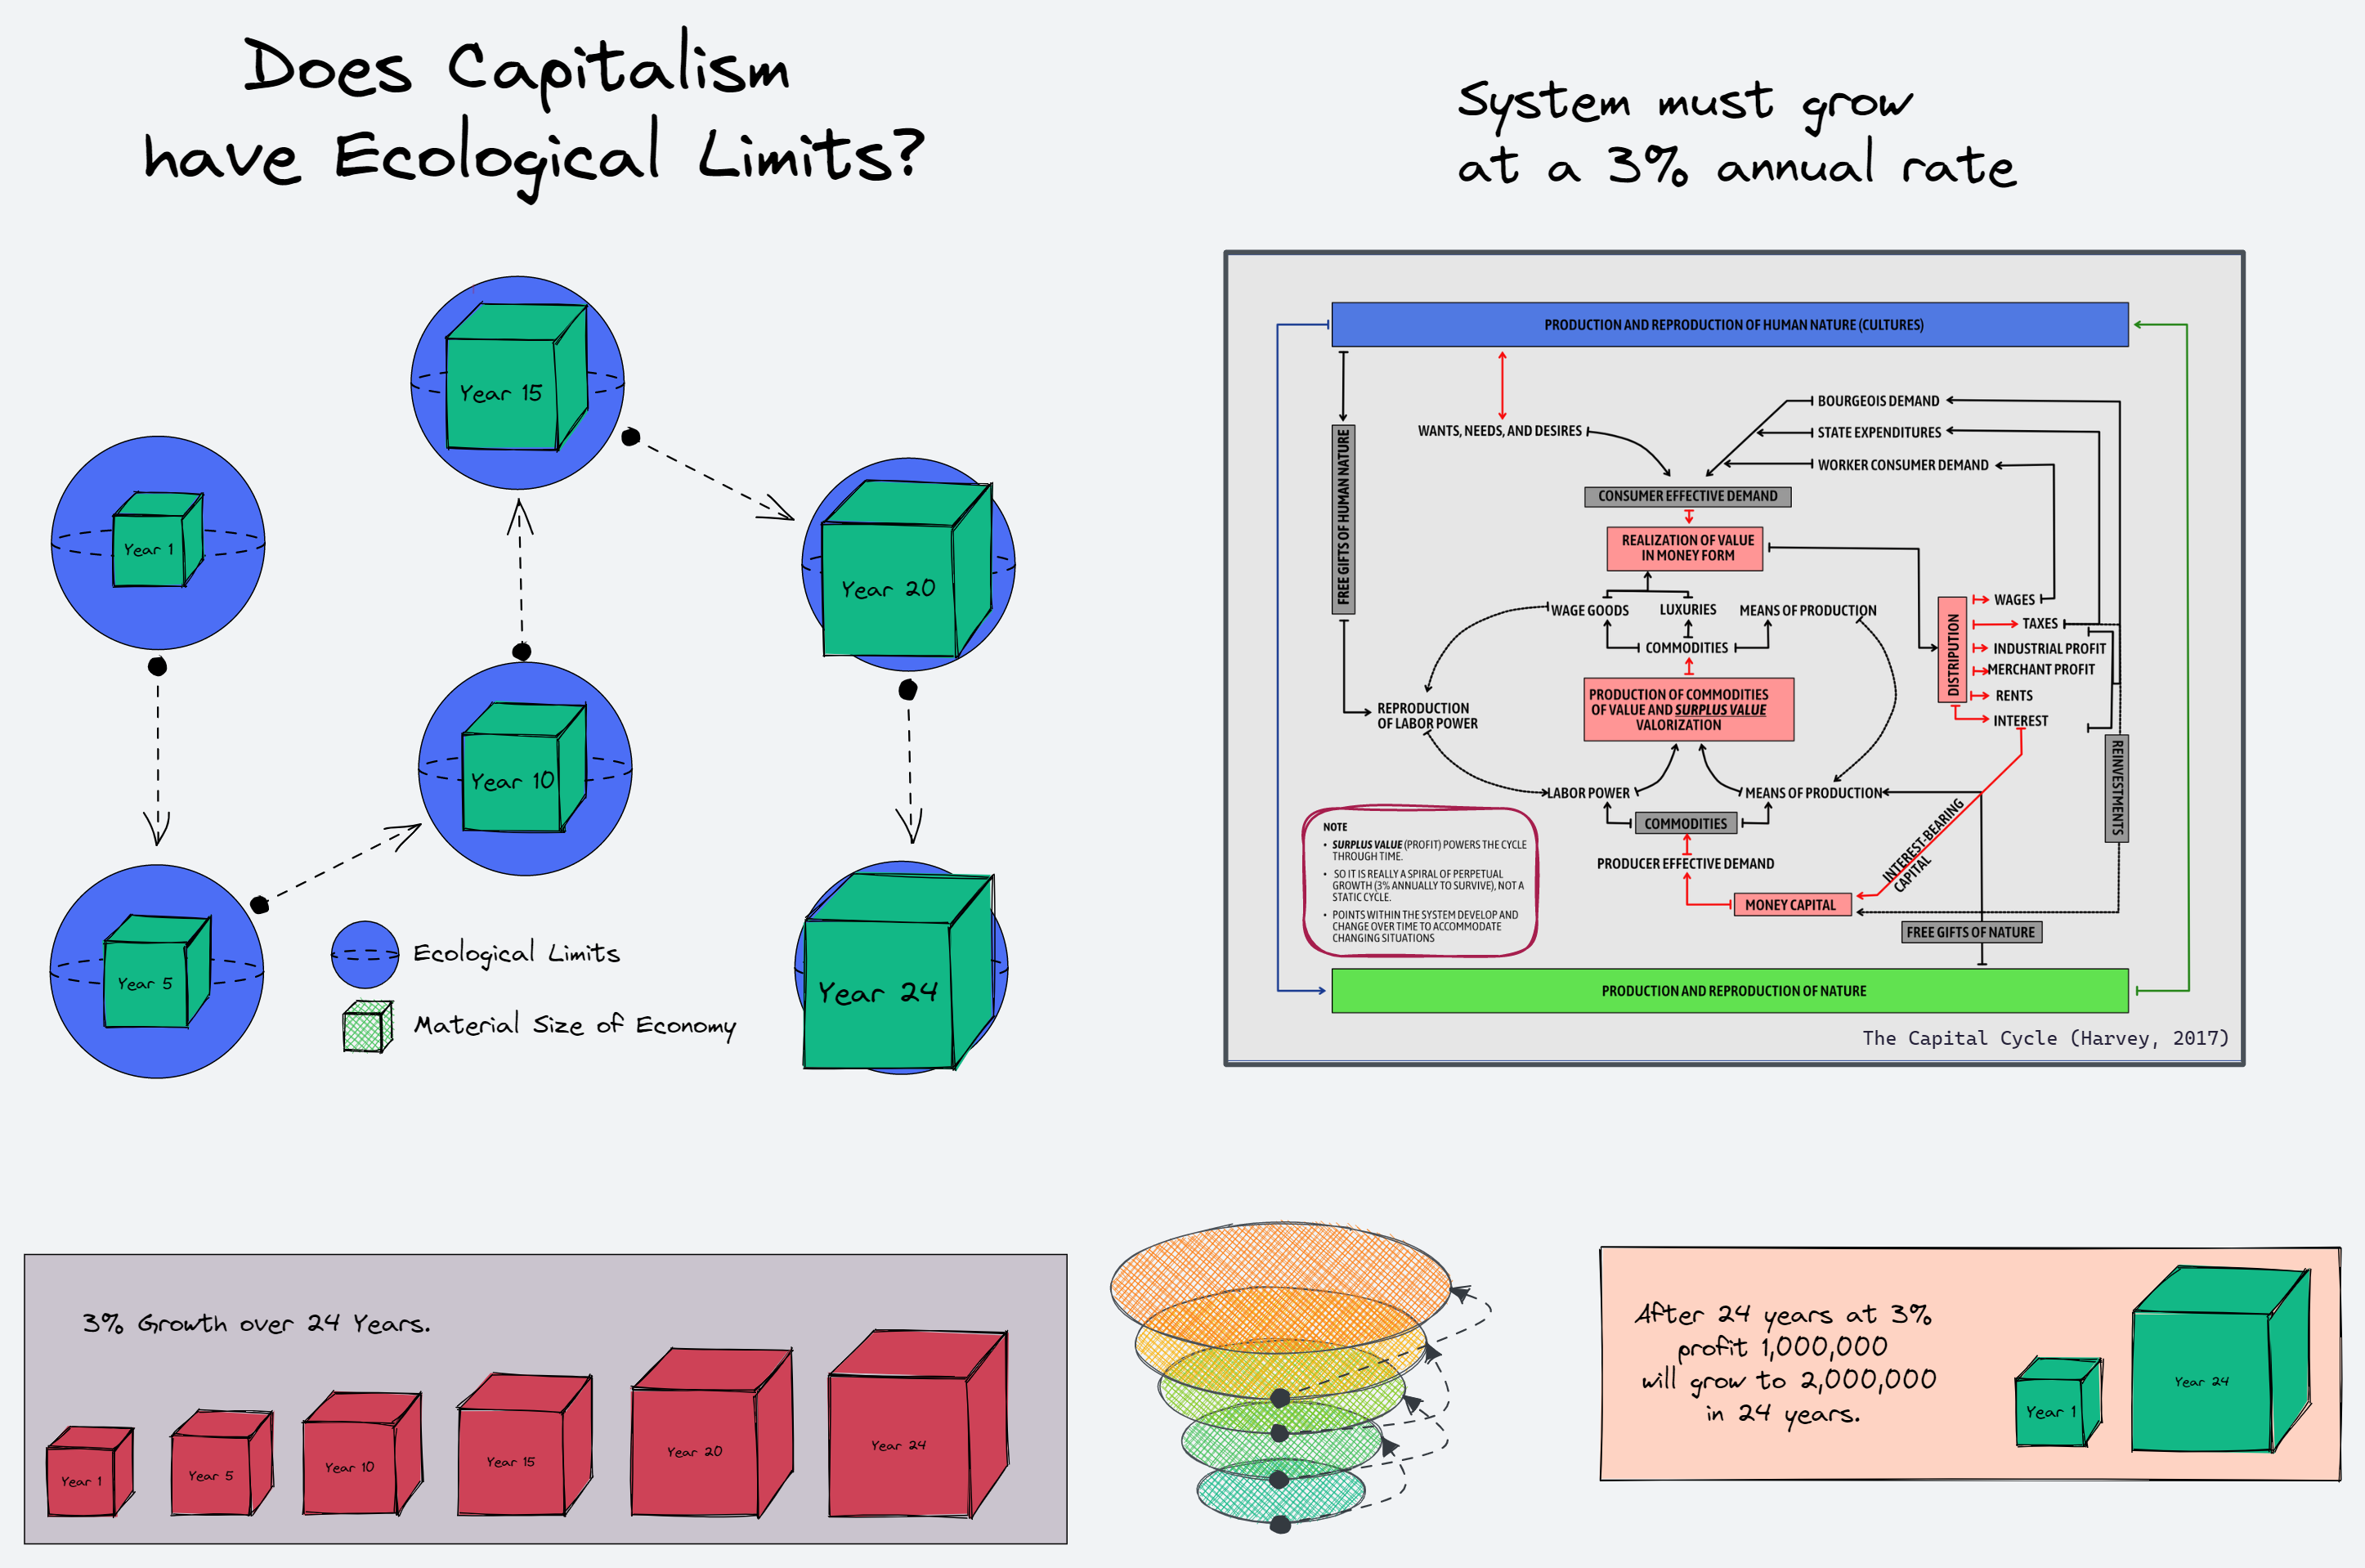 Does Capitalism
have Ecological Limits?
System must grow
at a 3% annual rate
Year 1
Year 5
Year 10
Year 15
Year 20
Year 24
Ecological Limits
Material Size of Economy
PRODUCTION AND REPRODUCTION OF HUMAN NATURE (CULTURES)
FREE GIFTS OF HUMAN NATURE
WANTS, NEEDS, AND DESIRES
BOURGEOIS DEMAND
STATE EXPENDITURES
WORKER CONSUMER DEMAND
CONSUMER EFFECTIVE DEMAND
REALIZATION OF VALUE
IN MONEY FORM
WAGE GOODS
LUXURIES
MEANS OF PRODUCTION
COMMODITIES
PRODUCTION OF COMMODITIES
OF VALUE AND SURPLUS VALUE
VALORIZATION
REPRODUCTION
OF LABOR POWER
DISTRIPUTION
WAGES
TAXES
INDUSTRIAL PROFIT
MERCHANT PROFIT
RENTS
INTEREST
REINVESTMENTS
LABOR POWER
MEANS OF PRODUCTION
COMMODITIES
PRODUCER EFFECTIVE DEMAND
MONEY CAPITAL
INTEREST-BEARING
CAPITAL
FREE GIFTS OF NATURE
NOTE
• SURPLUS VALUE (PROFIT) POWERS THE CYCLE
THROUGH TIME.
• SO IT IS REALLY A SPIRAL OF PERPETUAL
GROWTH (3% ANNUALLY TO SURVIVE), NOT A
STATIC CYCLE.
• POINTS WITHIN THE SYSTEM DEVELOP AND
CHANGE OVER TIME TO ACCOMMODATE
CHANGING SITUATIONS
PRODUCTION AND REPRODUCTION OF NATURE
The Capital Cycle (Harvey, 2017)
3% Growth over 24 Years.
Year 1
Year 5
Year 10
Year 15
Year 20
Year 24
After 24 years at 3%
profit 1,000,000
will grow to 2,000,000
in 24 years.
Year 1
Year 24